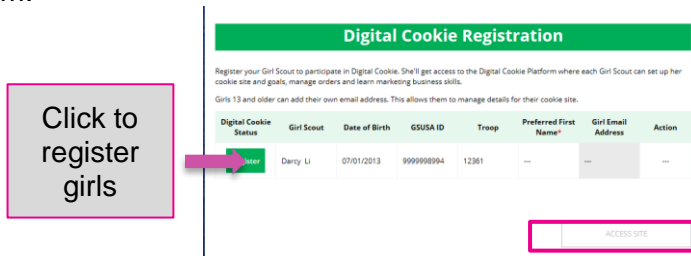 Digital Cookie Registration
Register your Girl Scout to participate in Digital Cookie. She'll get access to the Digital Cookie Platform where each Girl Scout can set up her
cookie site and goals, manage orders and learn marketing business skills.
Girls 13 and older can add their own email address. This allows them to manage details for their cookie site.
Click to
register
girls
Digital Cookie Status Girl Scout Date of Birth GSUSA ID Troop Preferred First Name* Girl Email Address Action
Darcy Li 07/01/2013 9999998994 12361 --- --- ---
ACCESS SITE